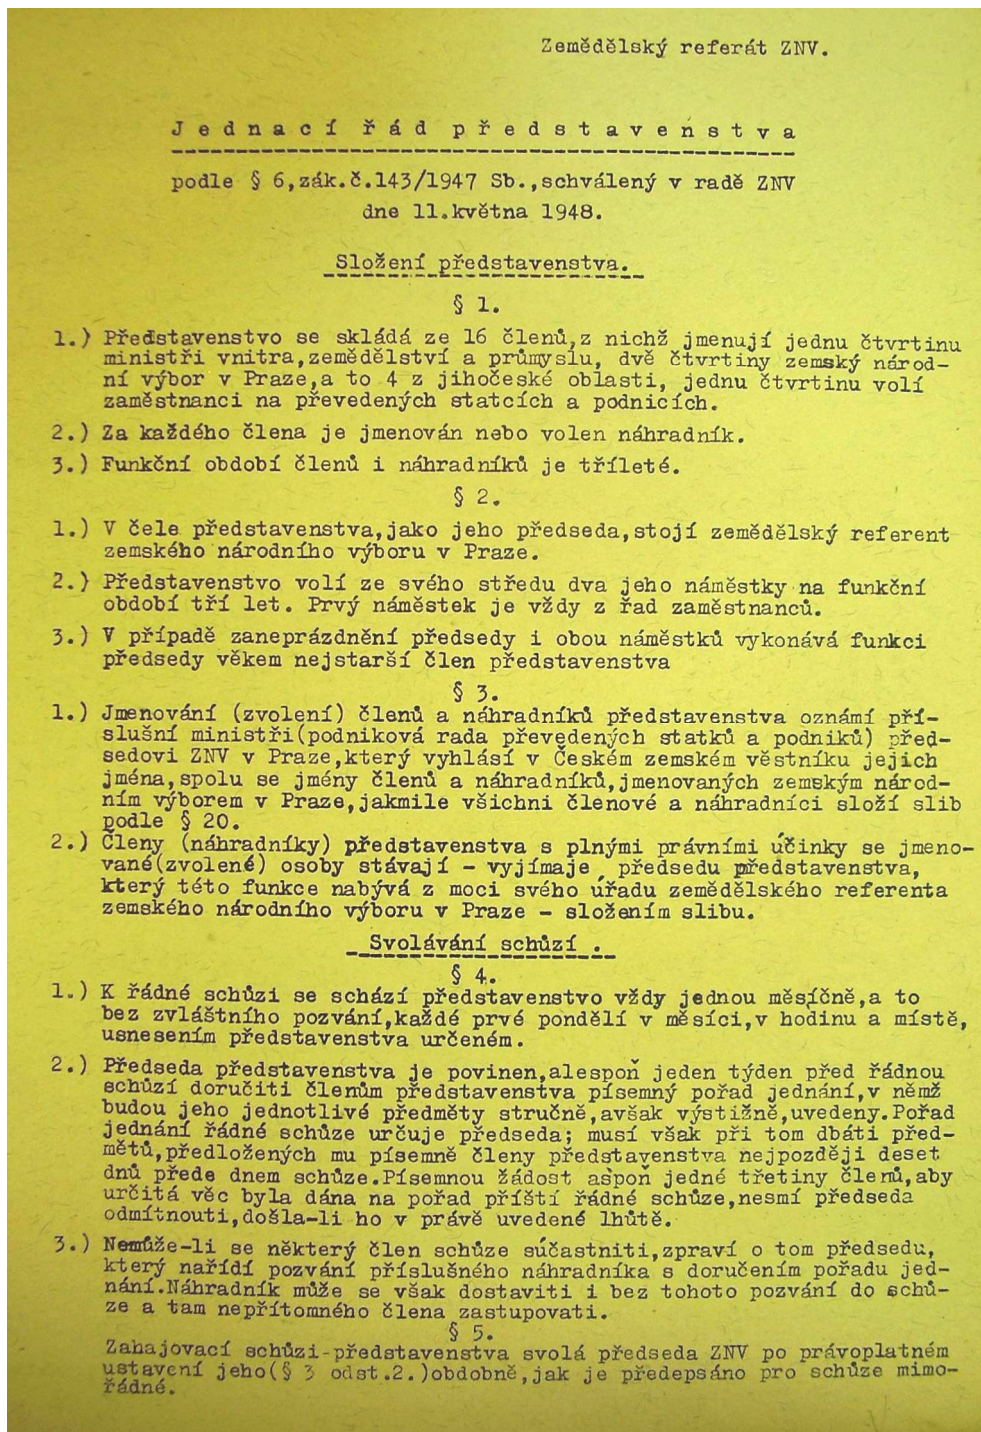 Zemědělský referát ZNV.
Jednací řád představenstva
podle § 6,zák.č.143/1947 Sb.,schválený v radě ZNV
dne 11.května 1948.
Složení představenstva.
§ 1.
1.) Představenstvo se skládá ze 16 členů,z nichž jmenují jednu čtvrtinu
ministři vnitra,zemědělství a průmyslu, dvě čtvrtiny zemský národ-
ní výbor v Praze,a to 4 z jihočeské oblasti, jednu čtvrtinu volí
zaměstnanci na převedených statcích a podnicích.
2.) Za každého člena je jmenován nebo volen náhradník.
3.) Funkční období členů i náhradníků je tříleté.
§ 2.
1.) V čele představenstva,jako jeho předseda,stojí zemědělský referent
zemského národního výboru v Praze.
2.) Představenstvo volí ze svého středu dva jeho náměstky na funkční
období tří let. Prvý náměstek je vždy z řad zaměstnanců.
3.) V případě zaneprázdnění předsedy i obou náměstků vykonává funkci
předsedy věkem nejstarší člen představenstva
§ 3.
1.) Jmenování (zvolení) členů a náhradníků představenstva oznámí pří-
slušní ministři(podniková rada převedených statků a podniků) před-
sedovi ZNV v Praze,který vyhlásí v Českém zemském věstníku jejich
jména,spolu se jmény členů a náhradníků,jmenovaných zemským národ-
ním výborem v Praze,jakmile všichni členové a náhradníci složí slib
podle § 20.
2.) Členy (náhradníky) představenstva s plnými právními účinky se jmeno-
vané(zvolené) osoby stávají - vyjímaje, předsedu představenstva,
který této funkce nabývá z moci svého úřadu zemědělského referenta
zemského národního výboru v Praze - složením slibu.
Svolávání schůzí .
§ 4.
1.) K řádné schůzi se schází představenstvo vždy jednou měsíčně,a to
bez zvláštního pozvání,každé prvé pondělí v měsíci,v hodinu a místě,
usnesením představenstva určeném.
2.) Předseda představenstva je povinen,alespoň jeden týden před řádnou
schůzí doručiti členům představenstva písemný pořad jednání,v němž
budou jeho jednotlivé předměty stručně,avšak výstižně,uvedeny.Pořad
jednání řádné schůze určuje předseda; musí však při tom dbáti před-
mětů,předložených mu písemně členy představenstva nejpozději deset
dnů přede dnem schůze.Písemnou žádost aspoň jedné třetiny členů,aby
určitá věc byla dána na pořad příští řádné schůze,nesmí předseda
odmítnouti,došla-li ho v právě uvedené lhůtě.
3.) Nemůže-li se některý člen schůze súčastniti,zpraví o tom předsedu,
který nařídí pozvání příslušného náhradníka s doručením pořadu jed-
nání.Náhradník může se však dostaviti i bez tohoto pozvání do schů-
ze a tam nepřítomného člena zastupovati.
§ 5.
Zahajovací schůzi představenstva svolá předseda ZNV po právoplatném
ustavení jeho(§ 3 odst.2.)obdobně,jak je předepsáno pro schůze mimo-
řádné.